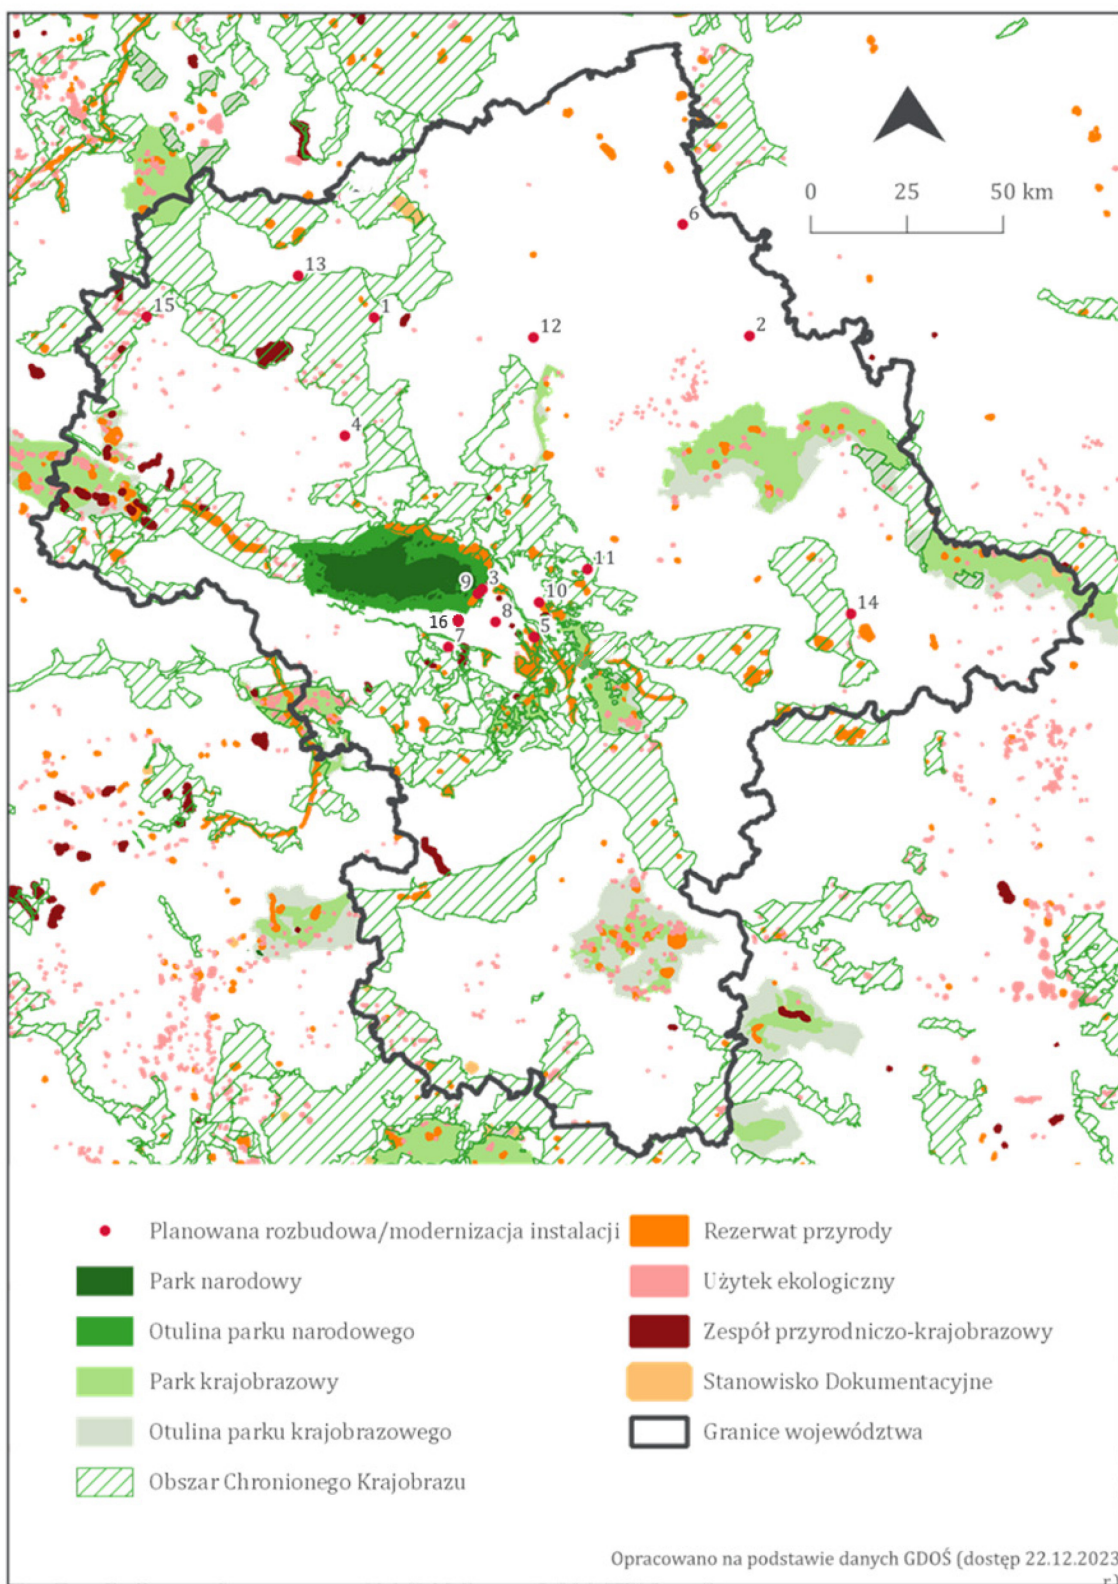 0 25 50 km
6
13
15
1
12
2
4
11
3
9
10
14
8
16
5
7
Planowana rozbudowa/modernizacja instalacji
Rezerwat przyrody
Park narodowy
Użytek ekologiczny
Otulina parku narodowego
Zespół przyrodniczo-krajobrazowy
Park krajobrazowy
Stanowisko Dokumentacyjne
Otulina parku krajobrazowego
Granice województwa
Obszar Chronionego Krajobrazu
Opracowano na podstawie danych GDOŚ (dostęp 22.12.2023
r.)